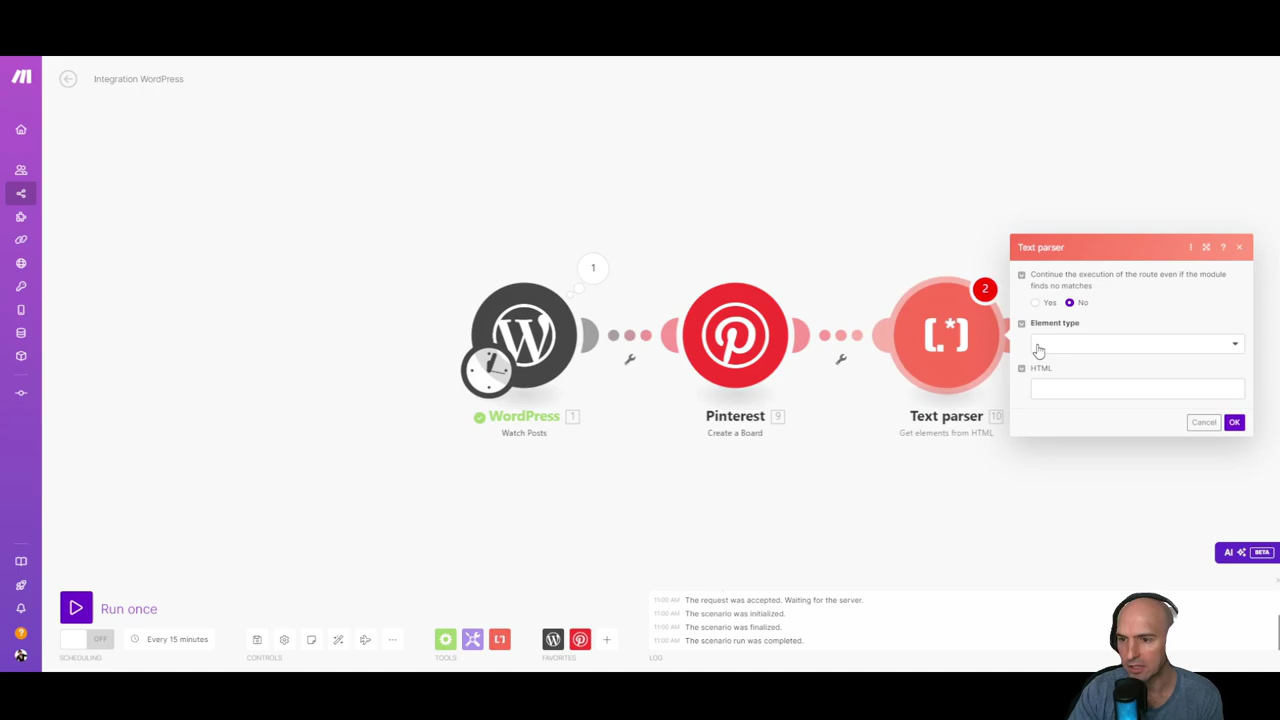 Integration WordPress
1
2
Text parser
Continue the execution of the route even if the module
finds no matches
Yes No
Element type
HTML
Cancel OK
[.*]
WordPress 1
Watch Posts
Pinterest 9
Create a Board
Text parser 10
Get elements from HTML
AI BETA
Run once
OFF
Every 15 minutes
SCHEDULING
CONTROLS
TOOLS
FAVORITES
11:00 AM The request was accepted. Waiting for the server.
11:00 AM The scenario was initialized.
11:00 AM The scenario was finalized.
11:00 AM The scenario run was completed.
LOG